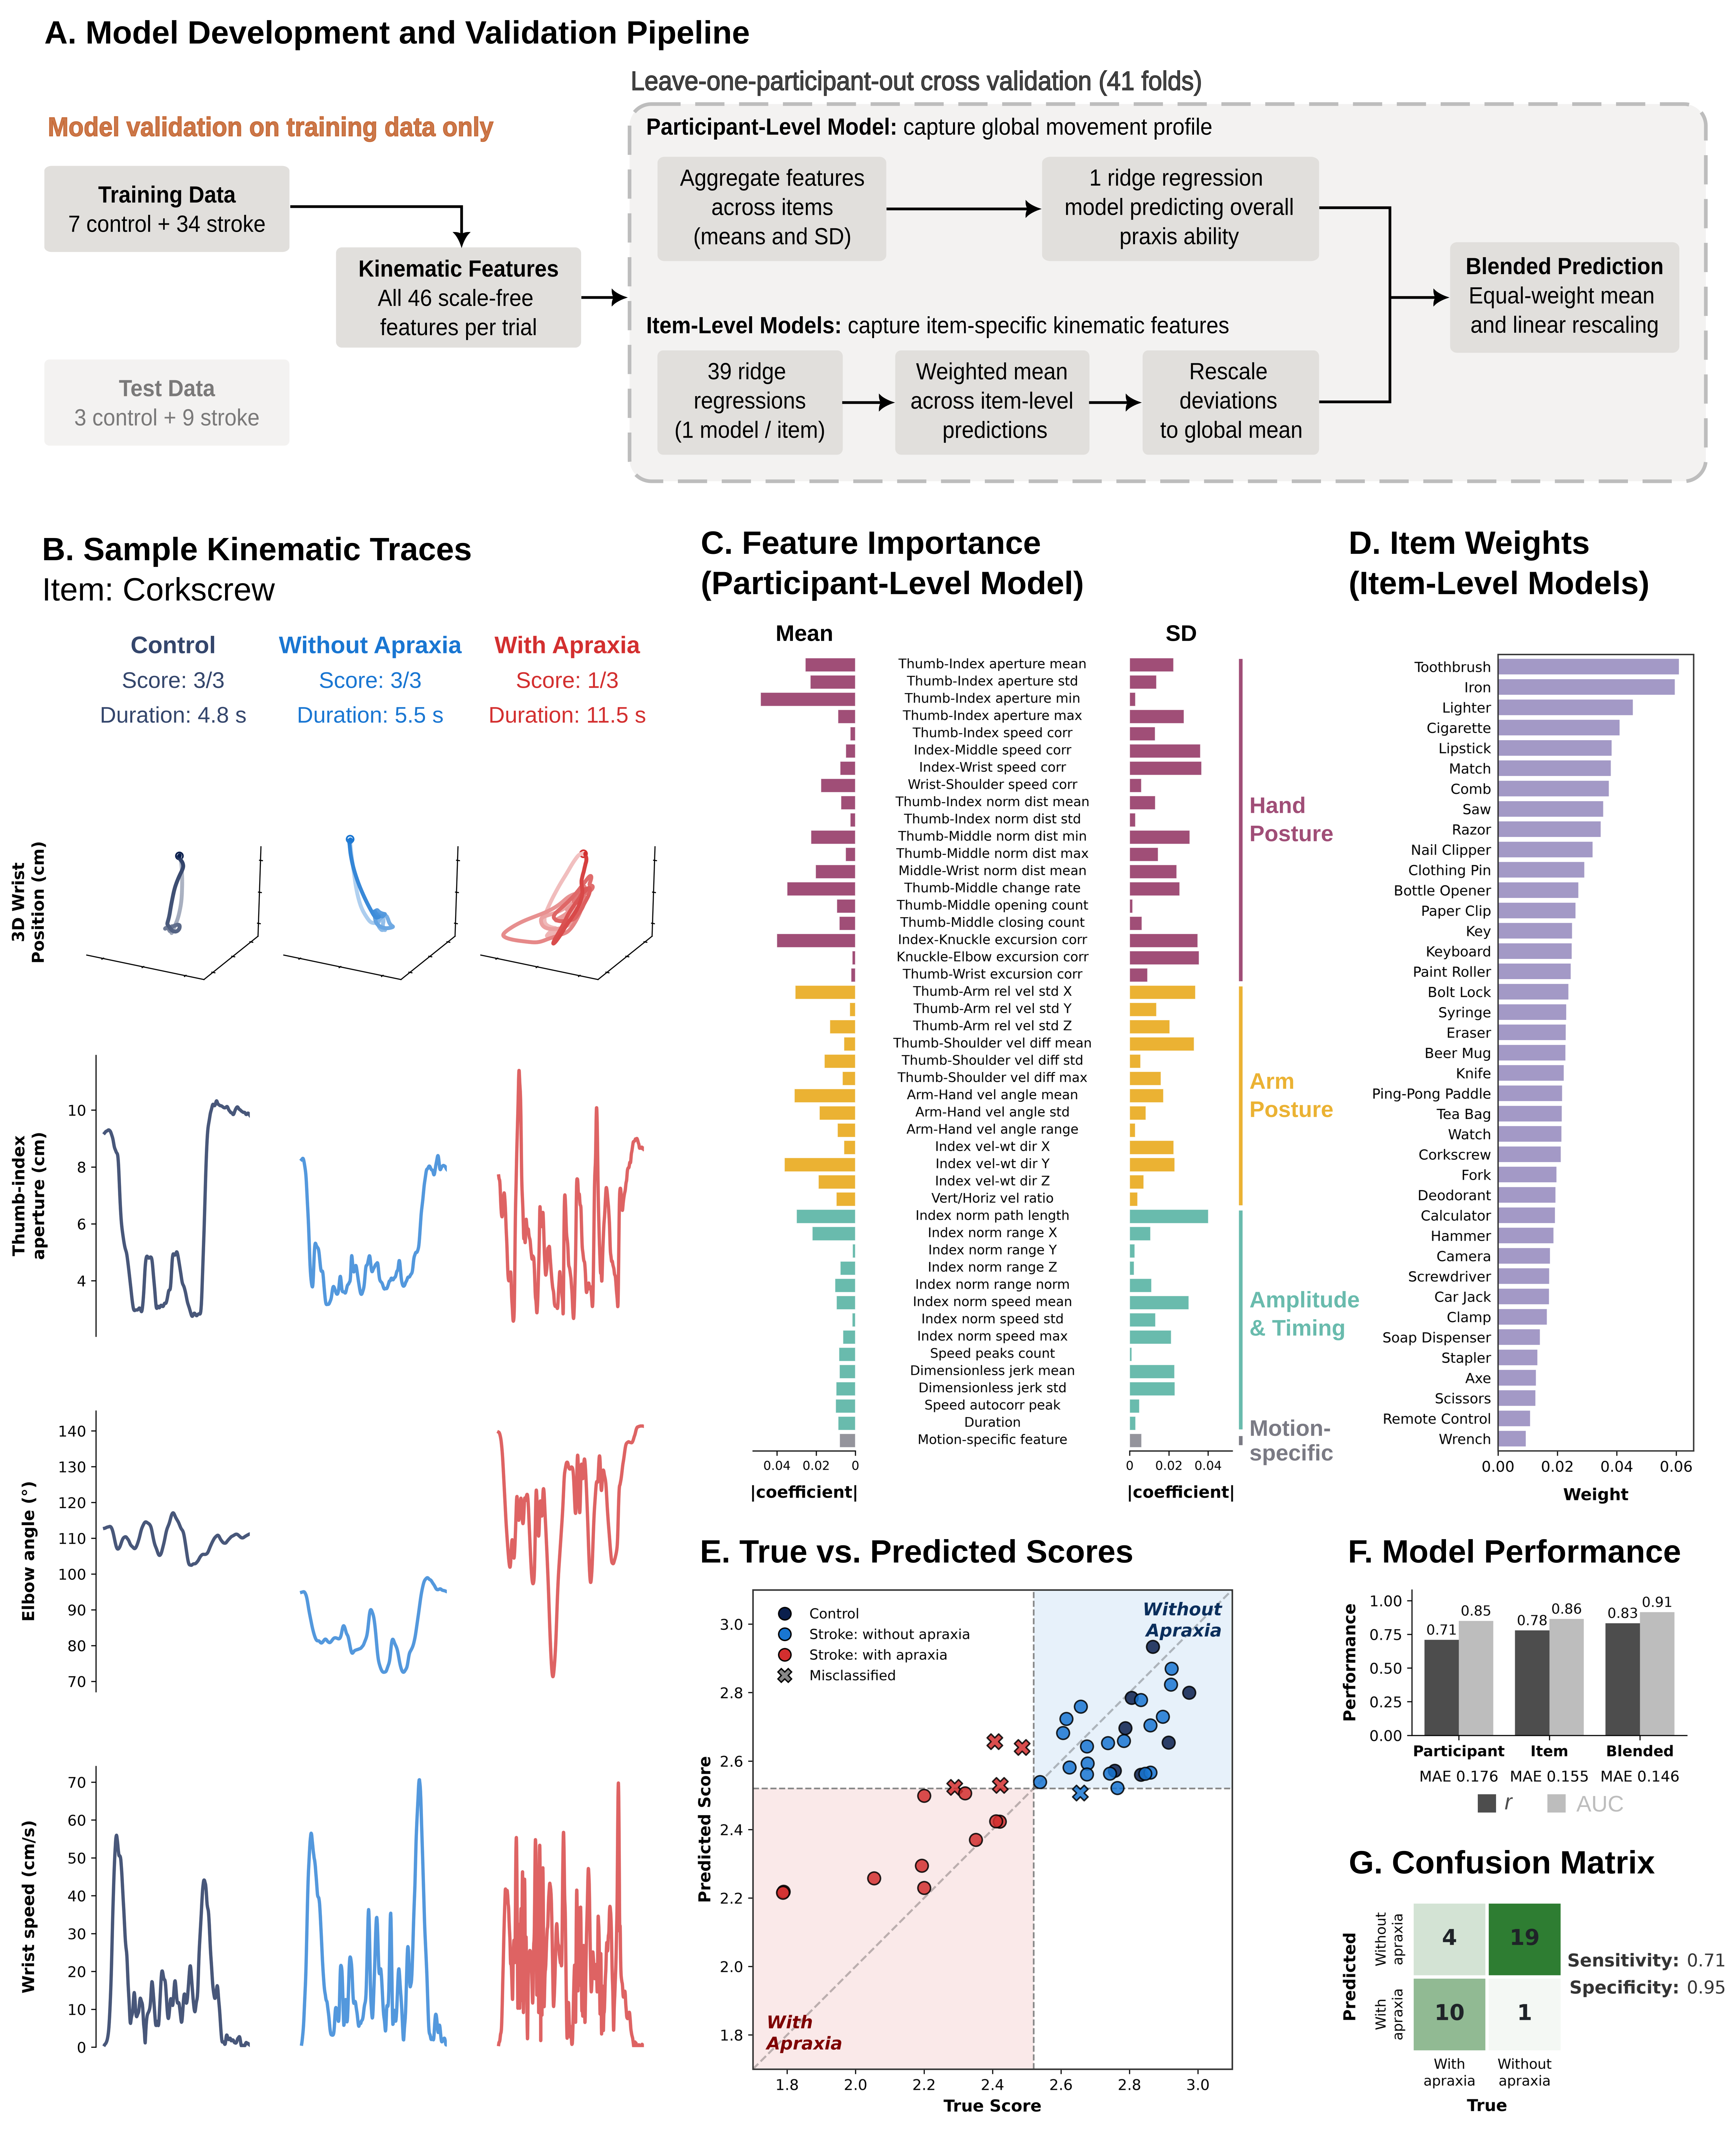 A. Model Development and Validation Pipeline
Leave-one-participant-out cross validation (41 folds)
Model validation on training data only
Training Data
7 control + 34 stroke
Test Data
3 control + 9 stroke
Kinematic Features
All 46 scale-free
features per trial
Participant-Level Model: capture global movement profile
Aggregate features
across items
(means and SD)
1 ridge regression
model predicting overall
praxis ability
Item-Level Models: capture item-specific kinematic features
39 ridge
regressions
(1 model / item)
Weighted mean
across item-level
predictions
Rescale
deviations
to global mean
Blended Prediction
Equal-weight mean
and linear rescaling
B. Sample Kinematic Traces
Item: Corkscrew
Control
Score: 3/3
Duration: 4.8 s
Without Apraxia
Score: 3/3
Duration: 5.5 s
With Apraxia
Score: 1/3
Duration: 11.5 s
3D Wrist
Position (cm)
Thumb-index
aperture (cm)
10
8
6
4
Elbow angle (°)
140
130
120
110
100
90
80
70
Wrist speed (cm/s)
70
60
50
40
30
20
10
0
C. Feature Importance
(Participant-Level Model)
Mean
SD
Thumb-Index aperture mean
Thumb-Index aperture std
Thumb-Index aperture min
Thumb-Index aperture max
Thumb-Index speed corr
Index-Middle speed corr
Index-Wrist speed corr
Wrist-Shoulder speed corr
Thumb-Index norm dist mean
Thumb-Index norm dist std
Thumb-Middle norm dist min
Thumb-Middle norm dist max
Middle-Wrist norm dist mean
Thumb-Middle change rate
Thumb-Middle opening count
Thumb-Middle closing count
Index-Knuckle excursion corr
Knuckle-Elbow excursion corr
Thumb-Wrist excursion corr
Thumb-Arm rel vel std X
Thumb-Arm rel vel std Y
Thumb-Arm rel vel std Z
Thumb-Shoulder vel diff mean
Thumb-Shoulder vel diff std
Thumb-Shoulder vel diff max
Arm-Hand vel angle mean
Arm-Hand vel angle std
Arm-Hand vel angle range
Index vel-wt dir X
Index vel-wt dir Y
Index vel-wt dir Z
Vert/Horiz vel ratio
Index norm path length
Index norm range X
Index norm range Y
Index norm range Z
Index norm range norm
Index norm speed mean
Index norm speed std
Index norm speed max
Speed peaks count
Dimensionless jerk mean
Dimensionless jerk std
Speed autocorr peak
Duration
Motion-specific feature
Hand
Posture
Arm
Posture
Amplitude
& Timing
Motion-
specific
0.04 0.02 0
|coefficient|
0 0.02 0.04
|coefficient|
D. Item Weights
(Item-Level Models)
Toothbrush
Iron
Lighter
Cigarette
Lipstick
Match
Comb
Saw
Razor
Nail Clipper
Clothing Pin
Bottle Opener
Paper Clip
Key
Keyboard
Paint Roller
Bolt Lock
Syringe
Eraser
Beer Mug
Knife
Ping-Pong Paddle
Tea Bag
Watch
Corkscrew
Fork
Deodorant
Calculator
Hammer
Camera
Screwdriver
Car Jack
Clamp
Soap Dispenser
Stapler
Axe
Scissors
Remote Control
Wrench
0.00 0.02 0.04 0.06
Weight
E. True vs. Predicted Scores
Control
Stroke: without apraxia
Stroke: with apraxia
Misclassified
Without
Apraxia
With
Apraxia
Predicted Score
3.0
2.8
2.6
2.4
2.2
2.0
1.8
1.8 2.0 2.2 2.4 2.6 2.8 3.0
True Score
F. Model Performance
Performance
1.00
0.75
0.50
0.25
0.00
0.71 0.85 0.78 0.86 0.83 0.91
Participant Item Blended
MAE 0.176 MAE 0.155 MAE 0.146
r AUC
G. Confusion Matrix
Predicted
Without
apraxia
With
apraxia
4 19
10 1
Sensitivity: 0.71
Specificity: 0.95
With
apraxia
Without
apraxia
True